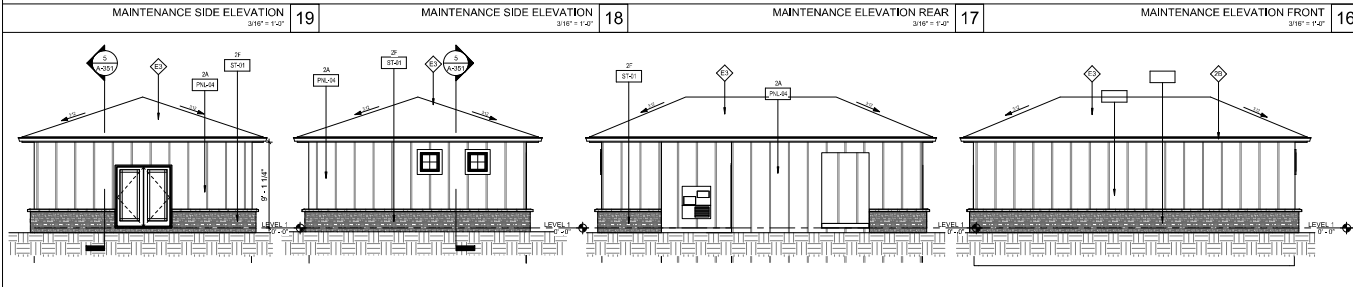 MAINTENANCE SIDE ELEVATION
3/16" = 1'-0"
19
MAINTENANCE SIDE ELEVATION
3/16" = 1'-0"
18
MAINTENANCE ELEVATION REAR
3/16" = 1'-0"
17
MAINTENANCE ELEVATION FRONT
3/16" = 1'-0"
16
5
A-351
E3
2A
PNL-04
2F
ST-01
9' - 1 1/4"
LEVEL 1
0' -0"
2A
PNL-04
2F
ST-01
E3
5
A-351
LEVEL 1
0' -0"
2F
ST-01
E3
2A
PNL-04
LEVEL 1
0' -0"
E3
2B
LEVEL 1
0' -0"